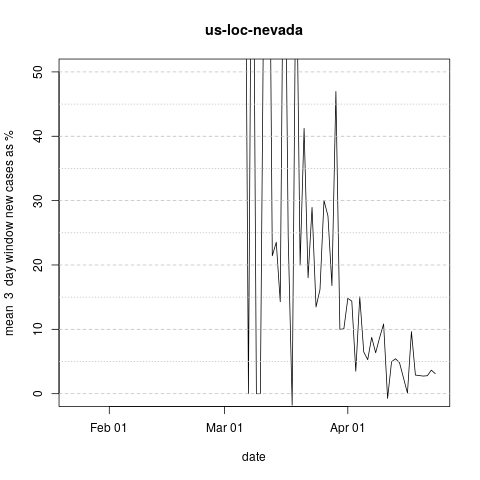 us-loc-nevada
mean 3 day window new cases as %
50
40
30
20
10
0
Feb 01
Mar 01
Apr 01
date